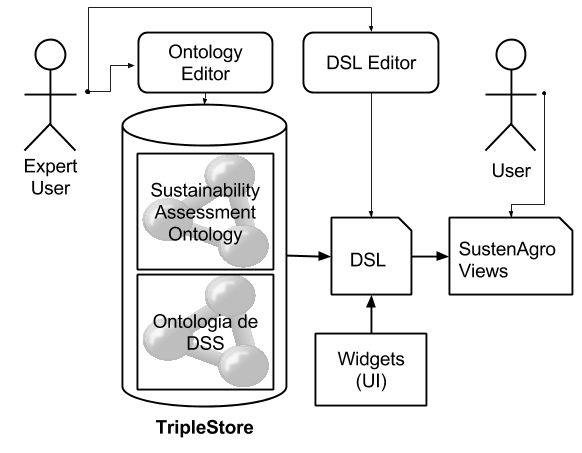 Ontology
Editor
DSL Editor
Expert
User
User
Sustainability
Assessment
Ontology
DSL
SustenAgro
Views
Ontologia de
DSS
Widgets
(UI)
TripleStore